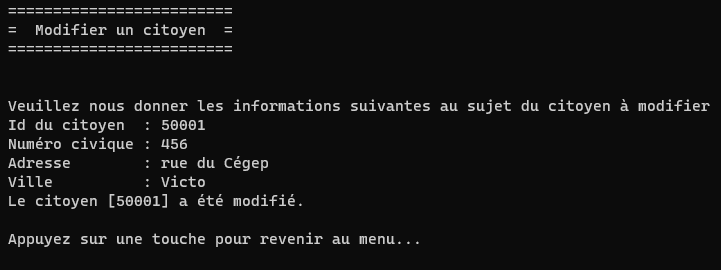 =========================
=  Modifier un citoyen  =
=========================
Veuillez nous donner les informations suivantes au sujet du citoyen à modifier
Id du citoyen  : 50001
Numéro civique : 456
Adresse        : rue du Cégep
Ville          : Victo
Le citoyen [50001] a été modifié.
Appuyez sur une touche pour revenir au menu...